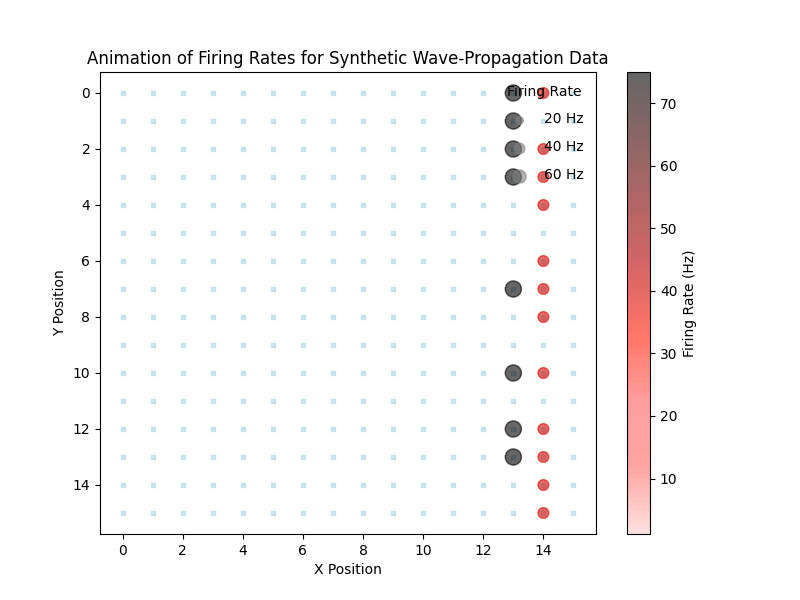 Animation of Firing Rates for Synthetic Wave-Propagation Data
Firing Rate
20 Hz
40 Hz
60 Hz
0
2
4
6
8
10
12
14
Y Position
0
2
4
6
8
10
12
14
X Position
70
60
50
40
30
20
10
Firing Rate (Hz)